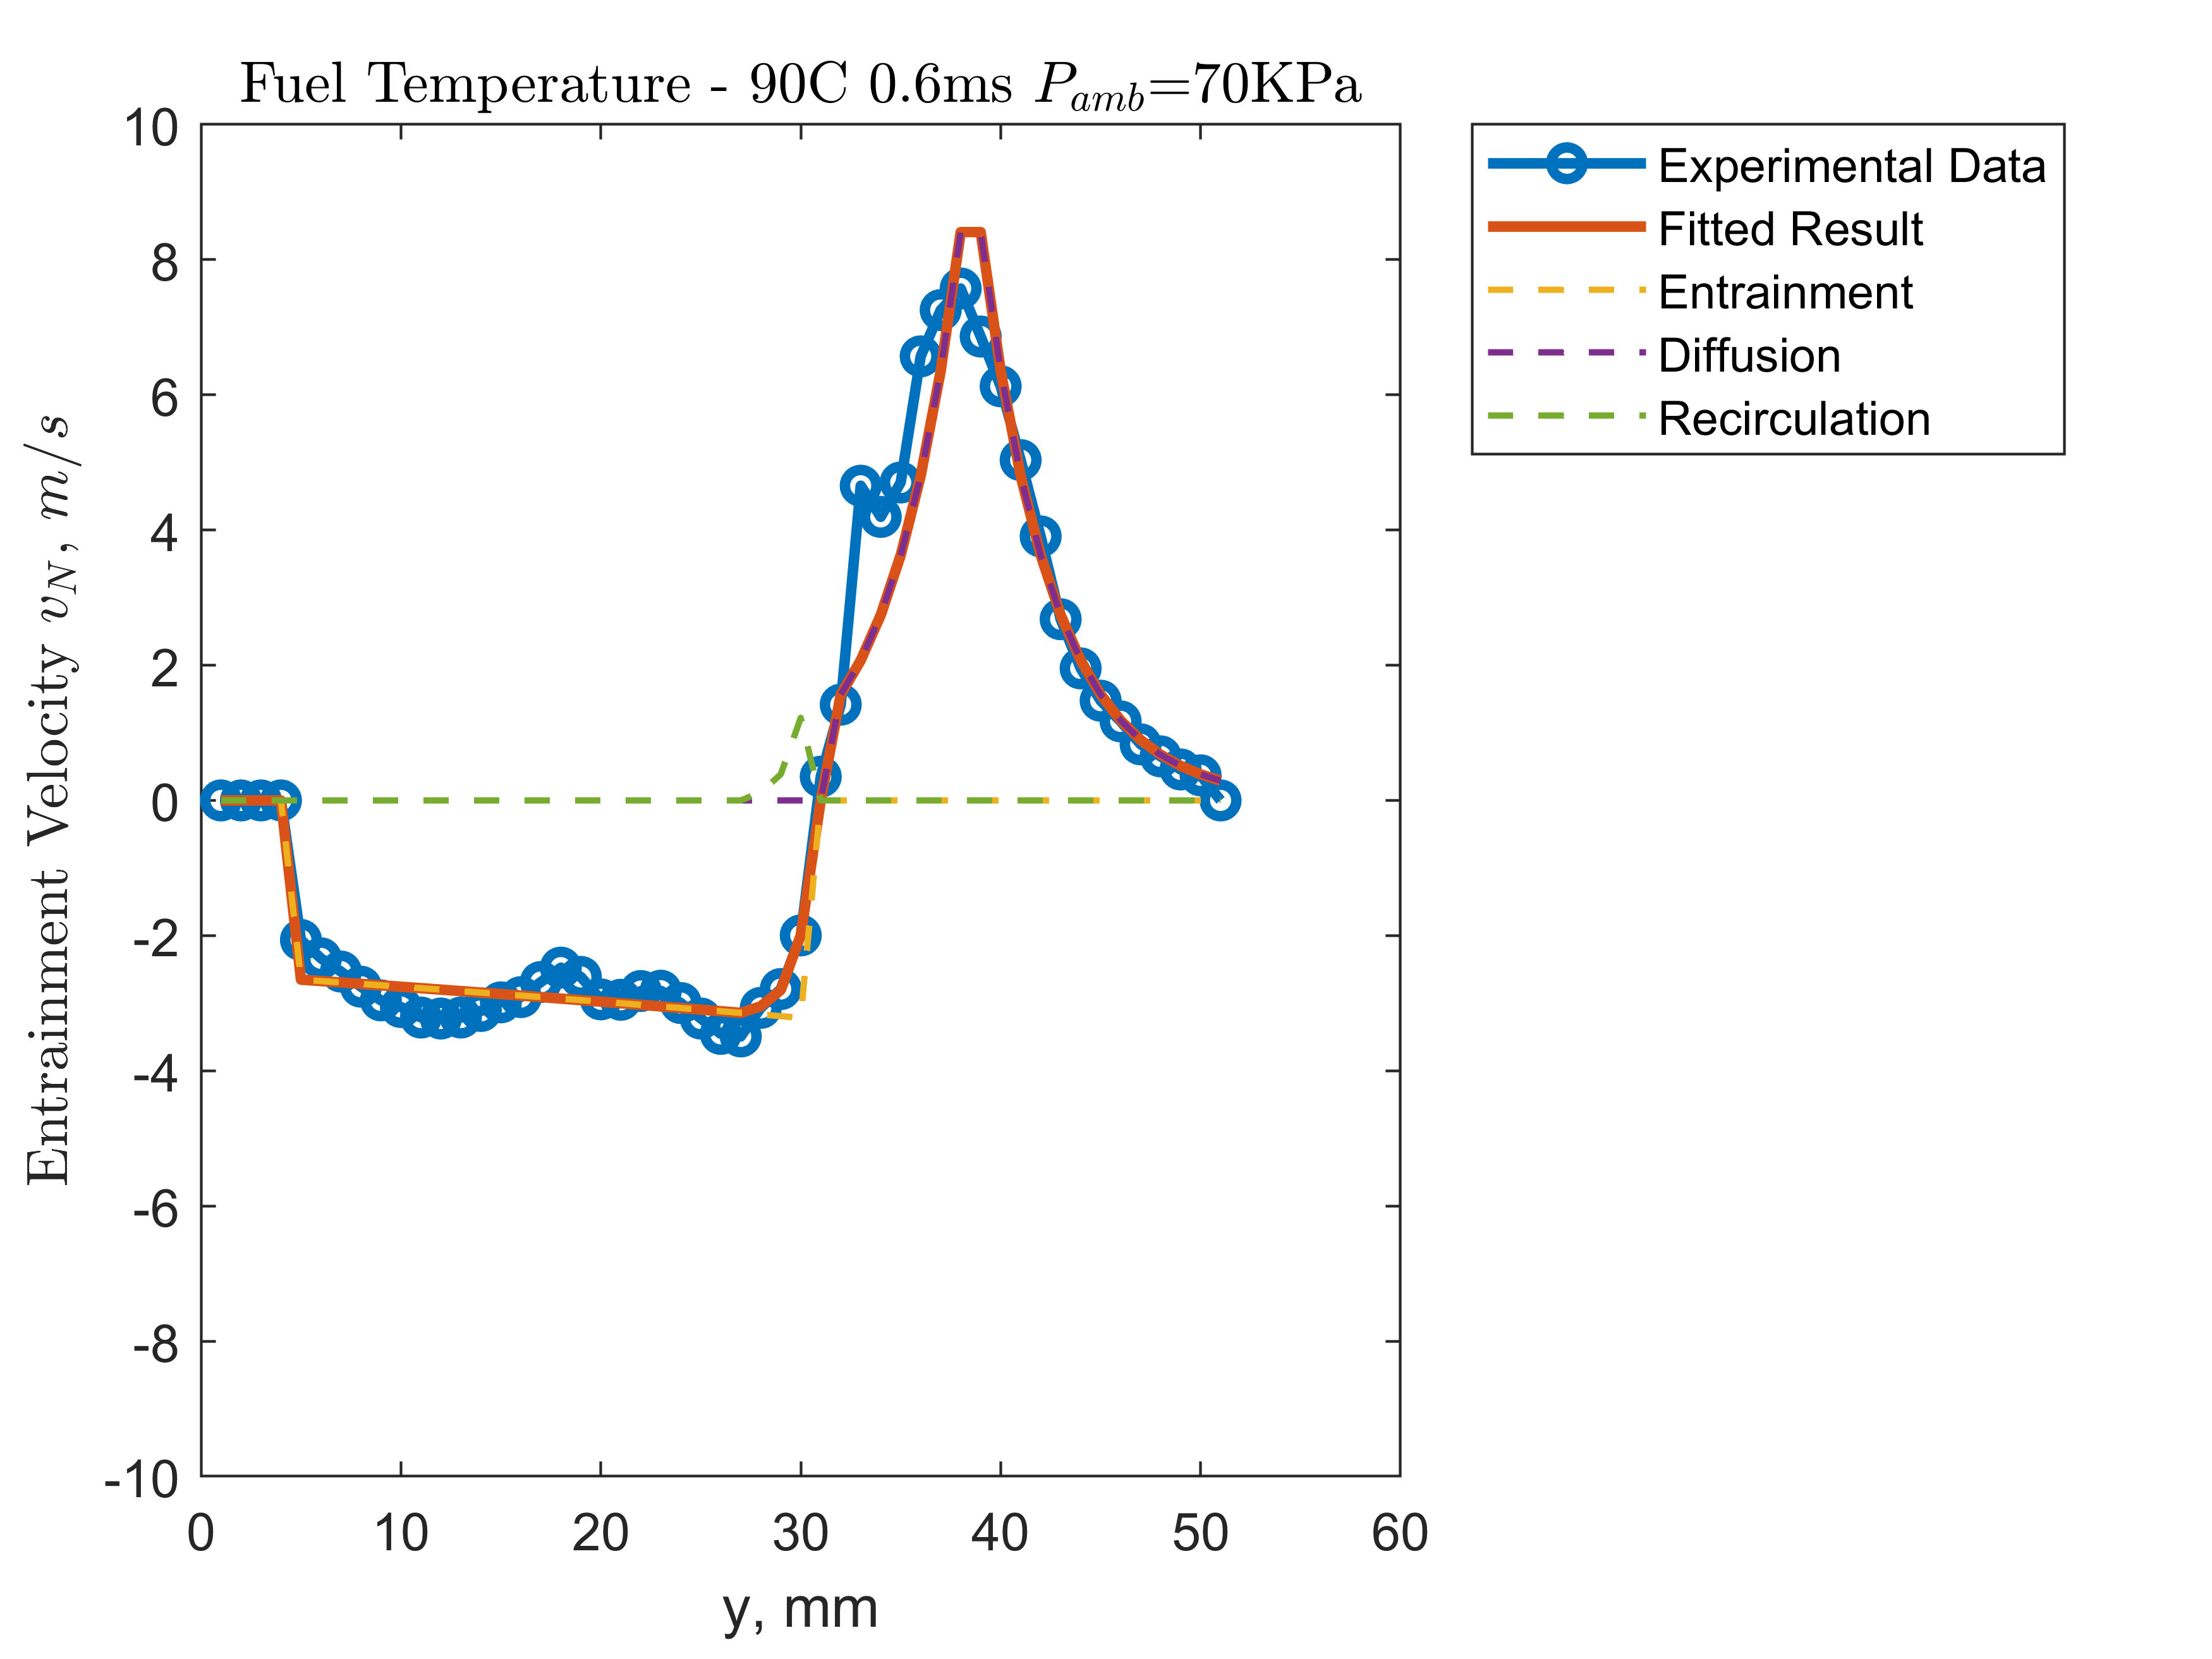 Fuel Temperature - 90C 0.6ms P_amb=70KPa
Experimental Data
Fitted Result
Entrainment
Diffusion
Recirculation
Entrainment Velocity v_N, m/s
10
8
6
4
2
0
-2
-4
-6
-8
-10
0 10 20 30 40 50 60
y, mm